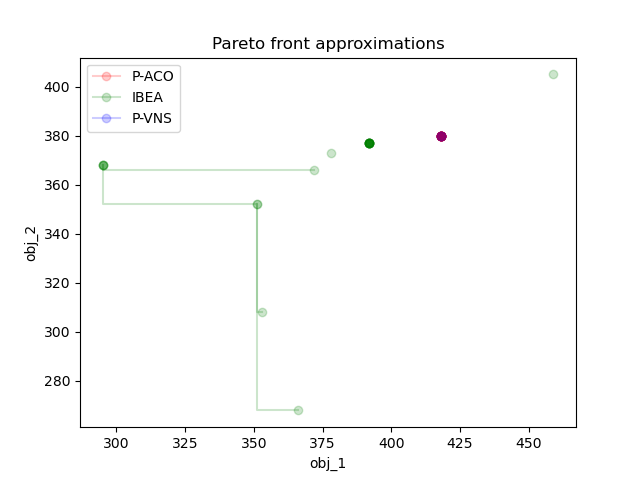 Pareto front approximations
P-ACO
IBEA
P-VNS
400
380
360
340
320
300
280
obj_2
300 325 350 375 400 425 450
obj_1